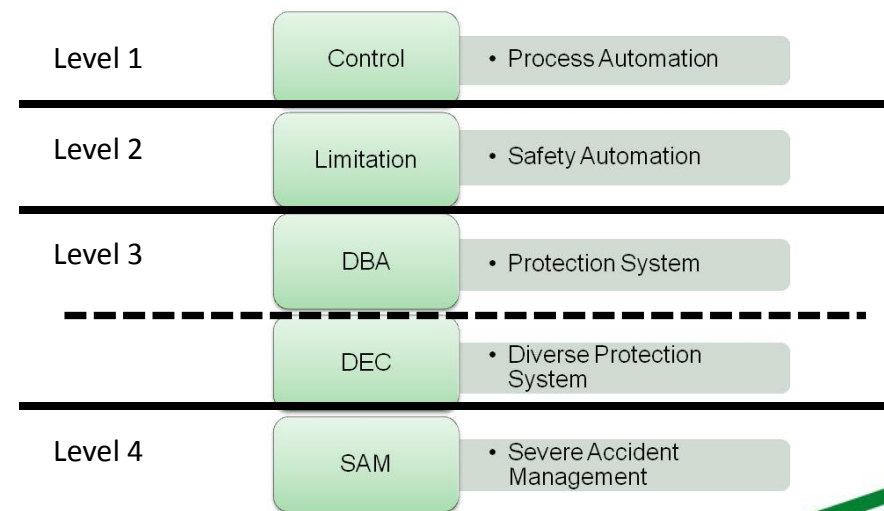 Level 1
Control
• Process Automation
Level 2
Limitation
• Safety Automation
Level 3
DBA
• Protection System
DEC
• Diverse Protection
System
Level 4
SAM
• Severe Accident
Management